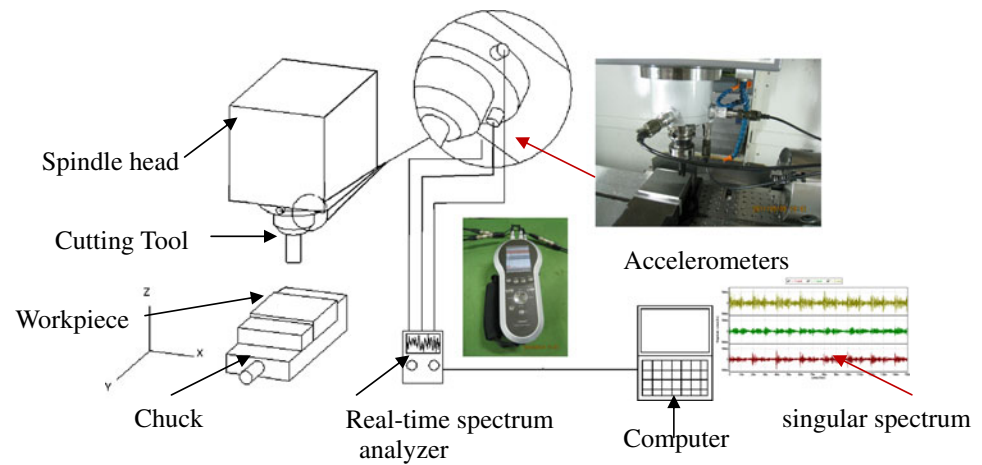 Spindle head
Cutting Tool
Accelerometers
Z
X
Y
Workpiece
Chuck
Real-time spectrum
analyzer
Computer
singular spectrum